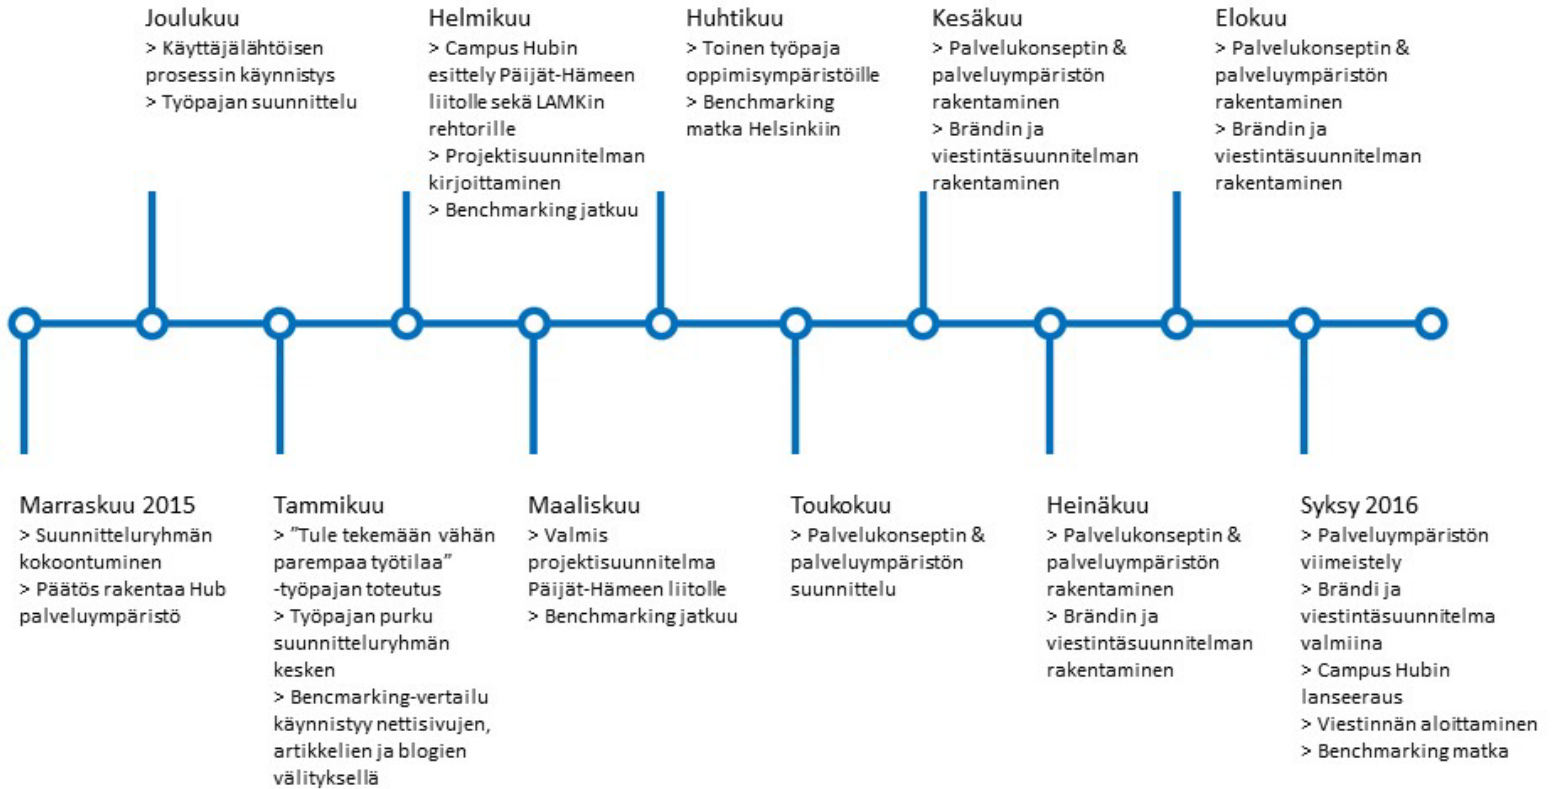 Joulukuu
> Käyttäjälähtöisen
prosessin käynnistys
> Työpajan suunnittelu
Helmikuu
> Campus Hubin
esittely Päijät-Hämeen
liitolle sekä LAMKin
rehtorille
> Projektisuunnitelman
kirjoittaminen
> Benchmarking jatkuu
Huhtikuu
> Toinen työpaja
oppimisympäristöille
> Benchmarking
matka Helsinkiin
Kesäkuu
> Palvelukonseptin &
palveluympäristön
rakentaminen
> Brändin ja
viestintäsuunnitelman
rakentaminen
Elokuu
> Palvelukonseptin &
palveluympäristön
rakentaminen
> Brändin ja
viestintäsuunnitelman
rakentaminen
Marraskuu 2015
> Suunnitteluryhmän
kokoontuminen
> Päätös rakentaa Hub
palveluympäristö
Tammikuu
> ”Tule tekemään vähän
parempaa työtilaa”
-työpajan toteutus
> Työpajan purku
suunnitteluryhmän
kesken
> Bencmarking-vertailu
käynnistyy nettisivujen,
artikkelien ja blogien
välityksellä
Maaliskuu
> Valmis
projektisuunnitelma
Päijät-Hämeen liitolle
> Benchmarking jatkuu
Toukokuu
> Palvelukonseptin &
palveluympäristön
suunnittelu
Heinäkuu
> Palvelukonseptin &
palveluympäristön
rakentaminen
> Brändin ja
viestintäsuunnitelman
rakentaminen
Syksy 2016
> Palveluympäristön
viimeistely
> Brändi ja
viestintäsuunnitelma
valmiina
> Campus Hubin
lanseeraus
> Viestinnän aloittaminen
> Benchmarking matka